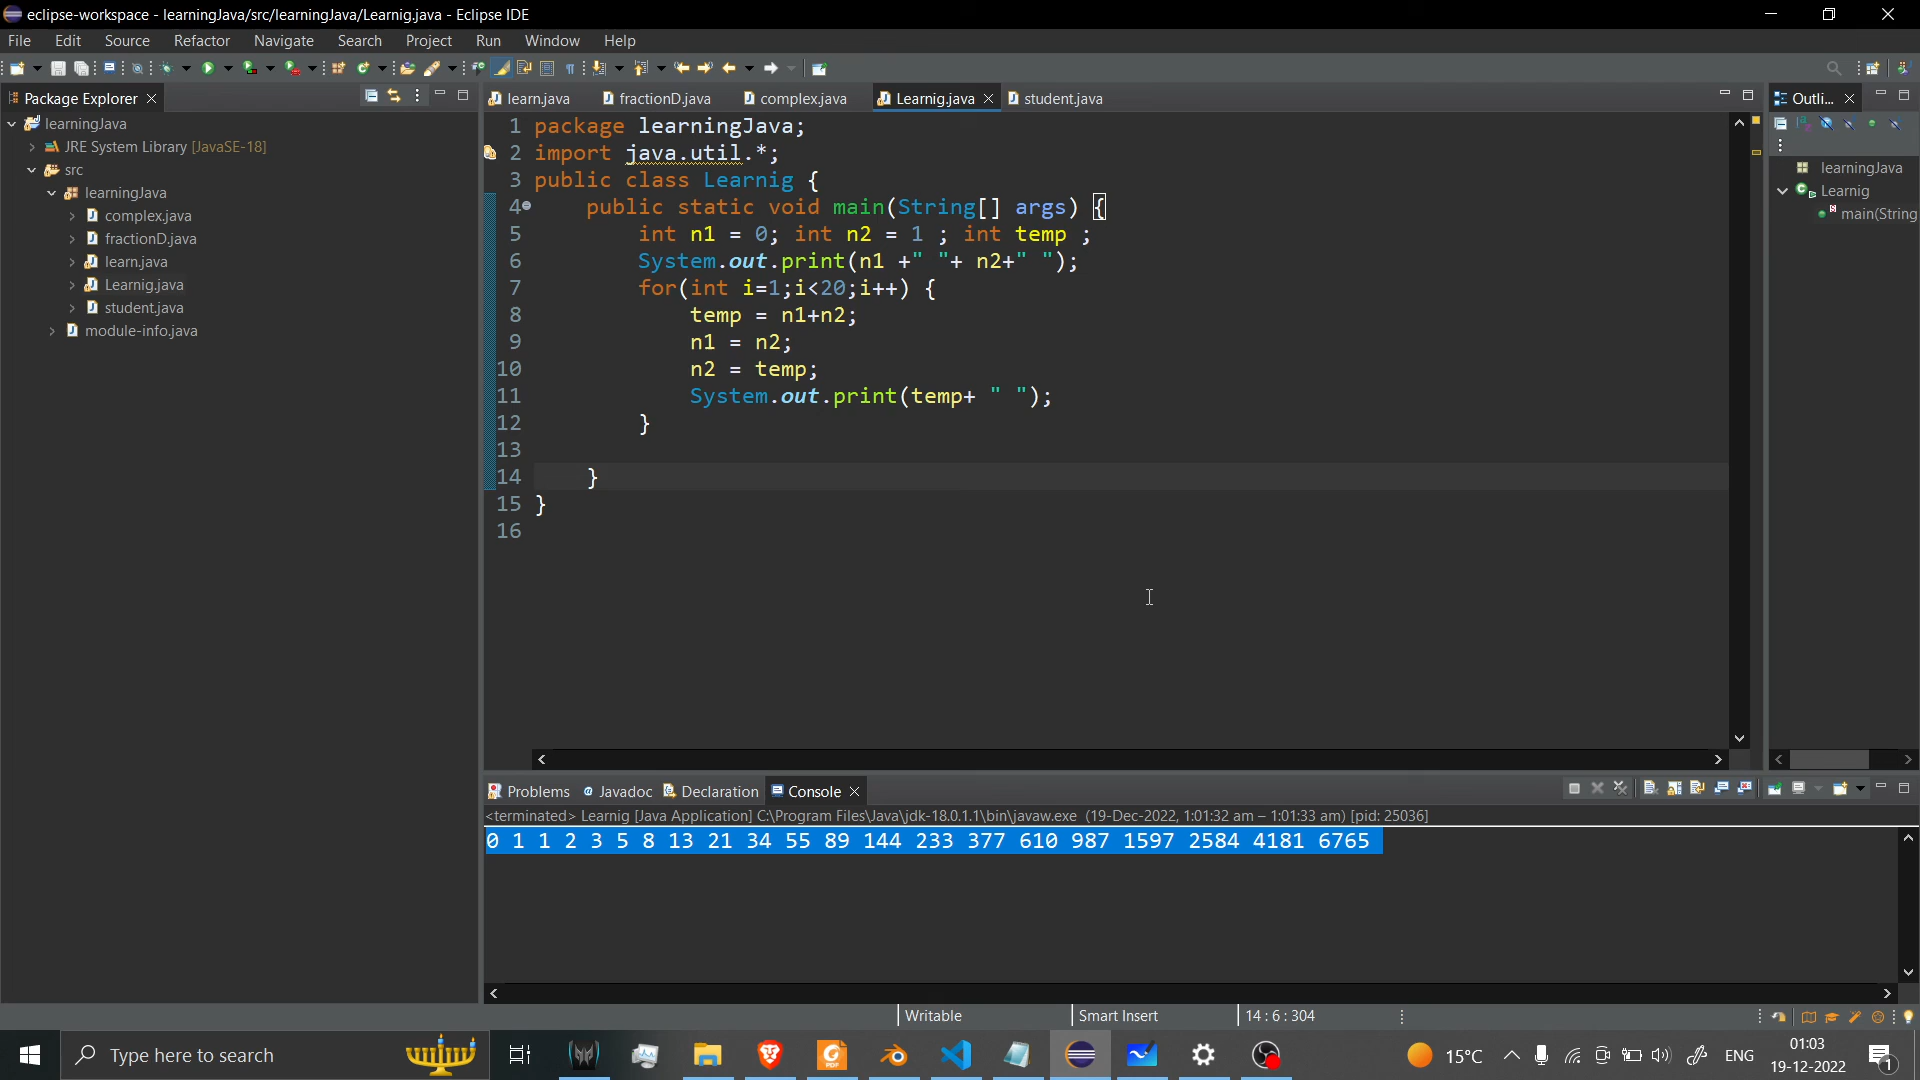 eclipse-workspace - learningJava/src/learningJava/Learnig.java - Eclipse IDE
File Edit Source Refactor Navigate Search Project Run Window Help
Package Explorer
learningJava
JRE System Library [JavaSE-18]
src
learningJava
complex.java
fractionD.java
learn.java
Learnig.java
student.java
module-info.java
learn.java fractionD.java complex.java Learnig.java student.java
1 package learningJava;
2 import java.util.*;
3 public class Learnig {
4 public static void main(String[] args) {
5 int n1 = 0; int n2 = 1 ; int temp ;
6 System.out.print(n1 +" "+ n2+" ");
7 for(int i=1;i<20;i++) {
8 temp = n1+n2;
9 n1 = n2;
10 n2 = temp;
11 System.out.print(temp+ " ");
12 }
13
14 }
15 }
16
Outli...
learningJava
Learnig
main(String
Problems Javadoc Declaration Console
<terminated> Learnig [Java Application] C:\Program Files\Java\jdk-18.0.1.1\bin\javaw.exe (19-Dec-2022, 1:01:32 am – 1:01:33 am) [pid: 25036]
0 1 1 2 3 5 8 13 21 34 55 89 144 233 377 610 987 1597 2584 4181 6765
Writable Smart Insert 14 : 6 : 304
Type here to search
15°C ENG
01:03
19-12-2022
1